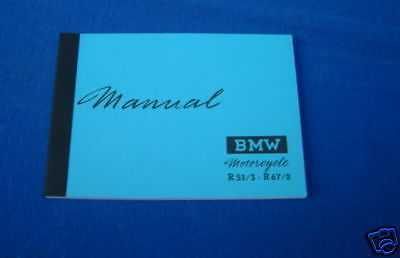 Manual
BMW
Motorcycle
R 51/3 - R 67/2